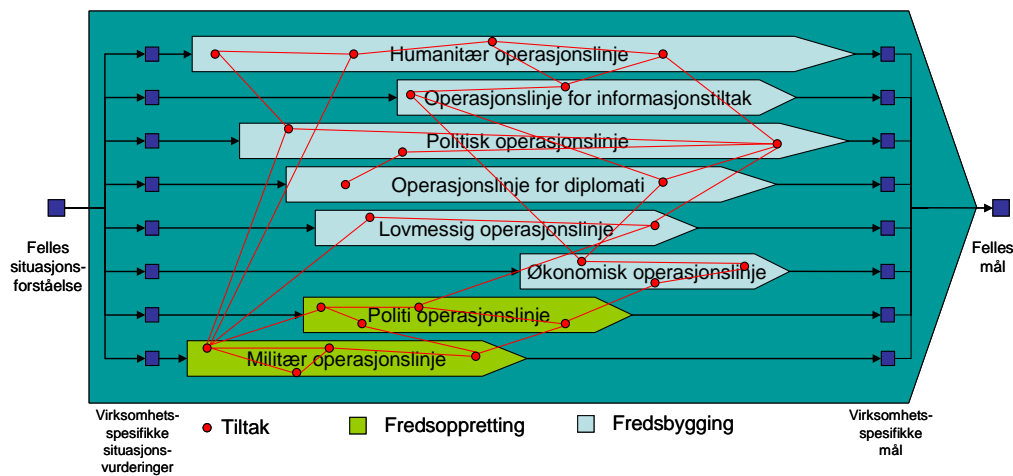 Humanitær operasjonslinje
Operasjonslinje for informasjonstiltak
Politisk operasjonslinje
Operasjonslinje for diplomati
Lovmessig operasjonslinje
Økonomisk operasjonslinje
Politi operasjonslinje
Militær operasjonslinje
Felles
situasjons-
forståelse
Felles
mål
Virksomhets-
spesifikke
situasjons-
vurderinger
Tiltak
Fredsoppretting
Fredsbygging
Virksomhets-
spesifikke
mål